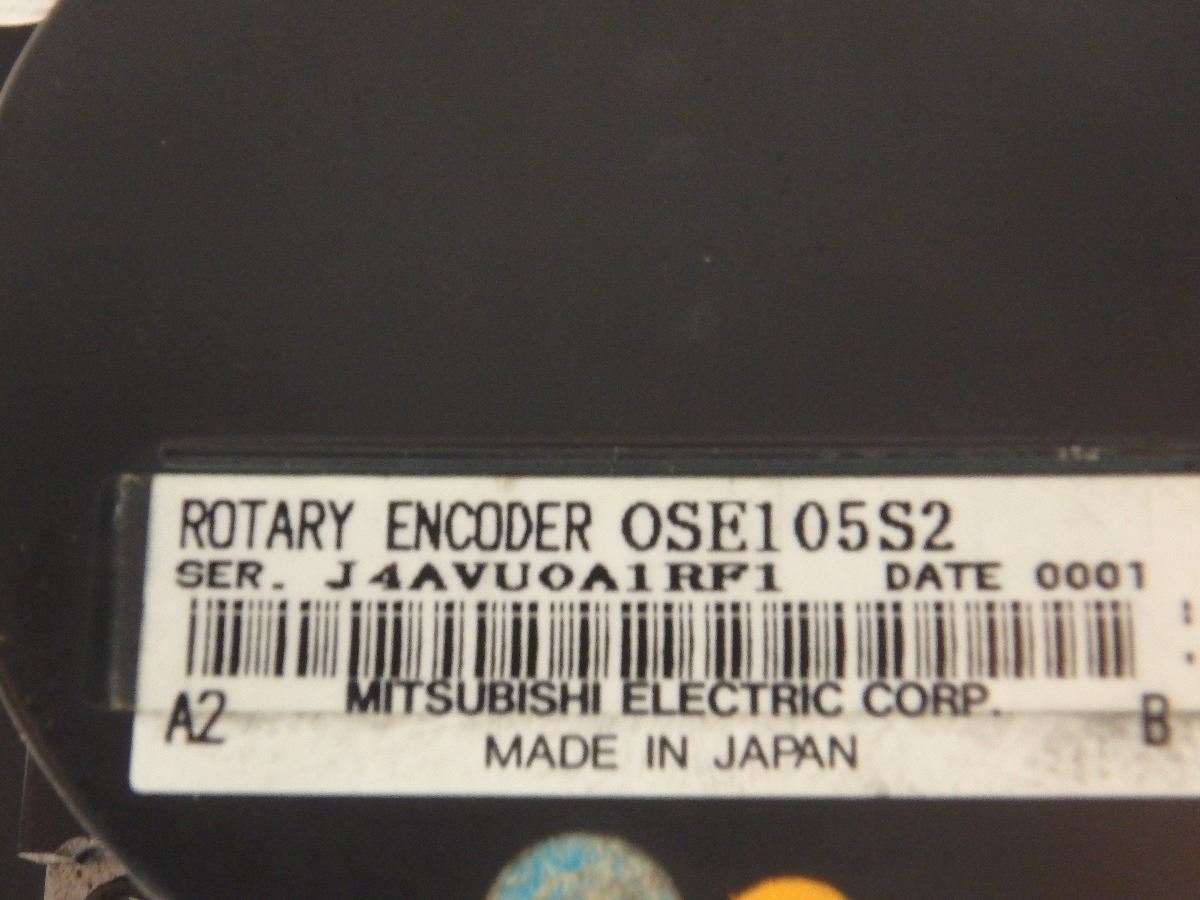 ROTARY ENCODER OSE105S2
SER. J4AVU0A1RF1 DATE 0001
A2 MITSUBISHI ELECTRIC CORP. B
MADE IN JAPAN